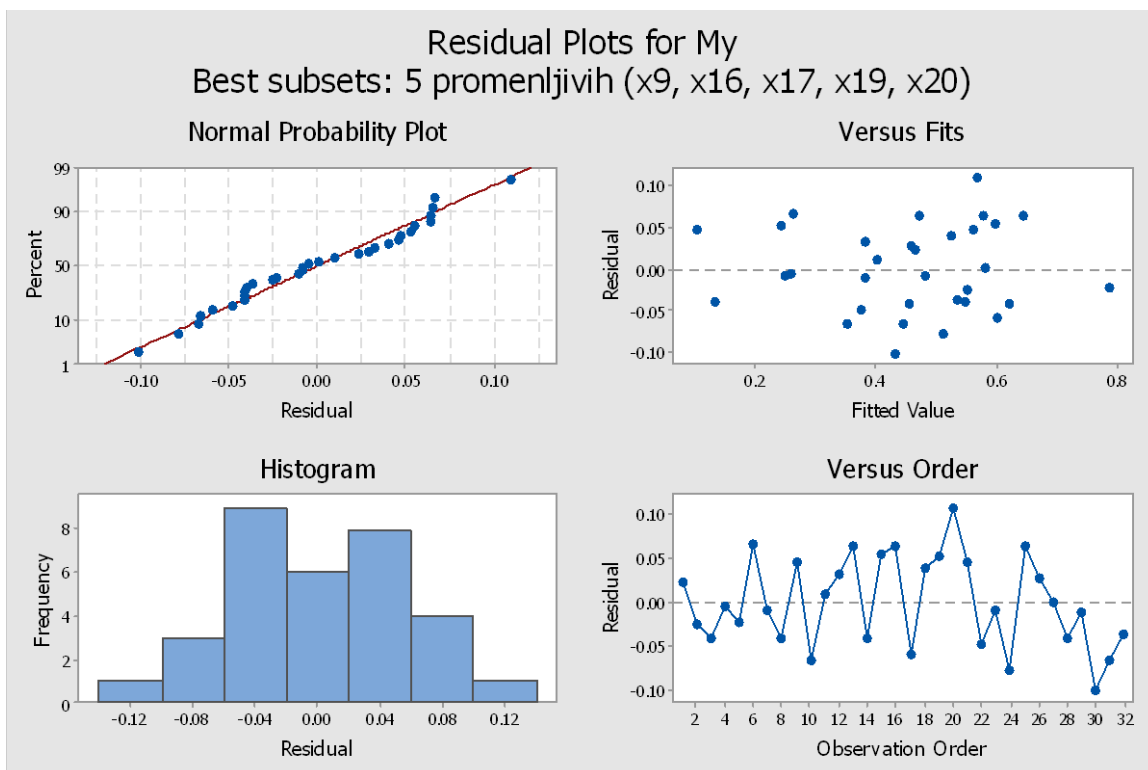 Residual Plots for My
Best subsets: 5 promenljivih (x9, x16, x17, x19, x20)
Normal Probability Plot
99
90
50
10
1
Percent
-0.10 -0.05 0.00 0.05 0.10
Residual
Versus Fits
0.10
0.05
0.00
-0.05
-0.10
Residual
0.2 0.4 0.6 0.8
Fitted Value
Histogram
8
6
4
2
0
Frequency
-0.12 -0.08 -0.04 0.00 0.04 0.08 0.12
Residual
Versus Order
0.10
0.05
0.00
-0.05
-0.10
Residual
2 4 6 8 10 12 14 16 18 20 22 24 26 28 30 32
Observation Order